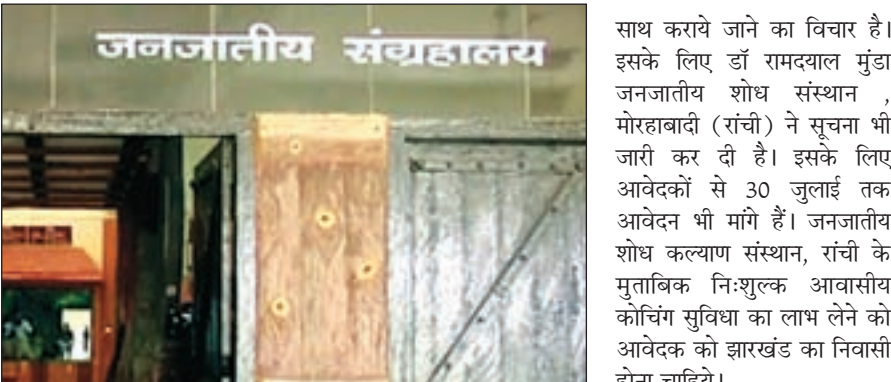 जनजातीय संग्रहालय
साथ कराये जाने का विचार है।
इसके लिए डॉ रामदयाल मुंडा
जनजातीय शोध संस्थान ,
मोरहाबादी (रांची) ने सूचना भी
जारी कर दी है। इसके लिए
आवेदकों से 30 जुलाई तक
आवेदन भी मांगे हैं। जनजातीय
शोध कल्याण संस्थान, रांची के
मुताबिक निःशुल्क आवासीय
कोचिंग सुविधा का लाभ लेने को
आवेदक को झारखंड का निवासी
होना चाहिये।